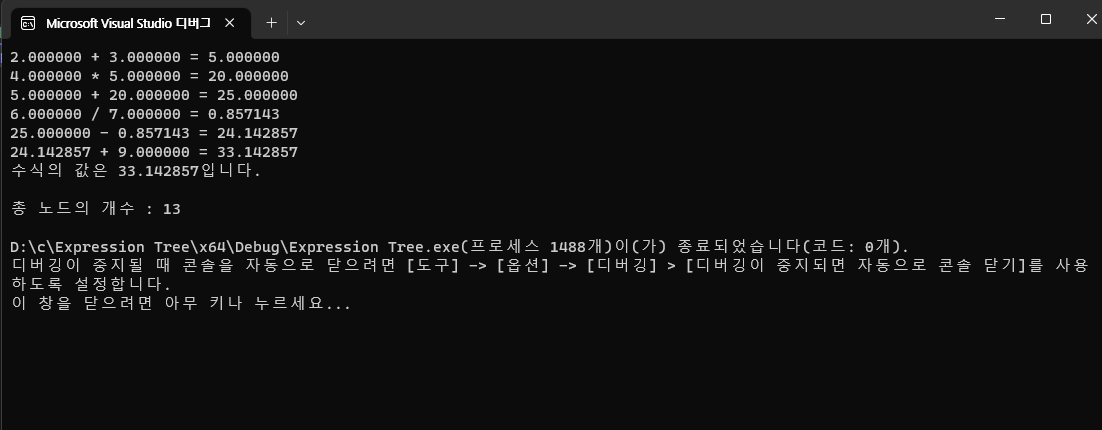 Microsoft Visual Studio 디버그
2.000000 + 3.000000 = 5.000000
4.000000 * 5.000000 = 20.000000
5.000000 + 20.000000 = 25.000000
6.000000 / 7.000000 = 0.857143
25.000000 - 0.857143 = 24.142857
24.142857 + 9.000000 = 33.142857
수식의 값은 33.142857입니다.
총 노드의 개수 : 13
D:\c\Expression Tree\x64\Debug\Expression Tree.exe(프로세스 1488개)이(가) 종료되었습니다(코드: 0개).
디버깅이 중지될 때 콘솔을 자동으로 닫으려면 [도구] -> [옵션] -> [디버깅] > [디버깅이 중지되면 자동으로 콘솔 닫기]를 사용
하도록 설정합니다.
이 창을 닫으려면 아무 키나 누르세요...